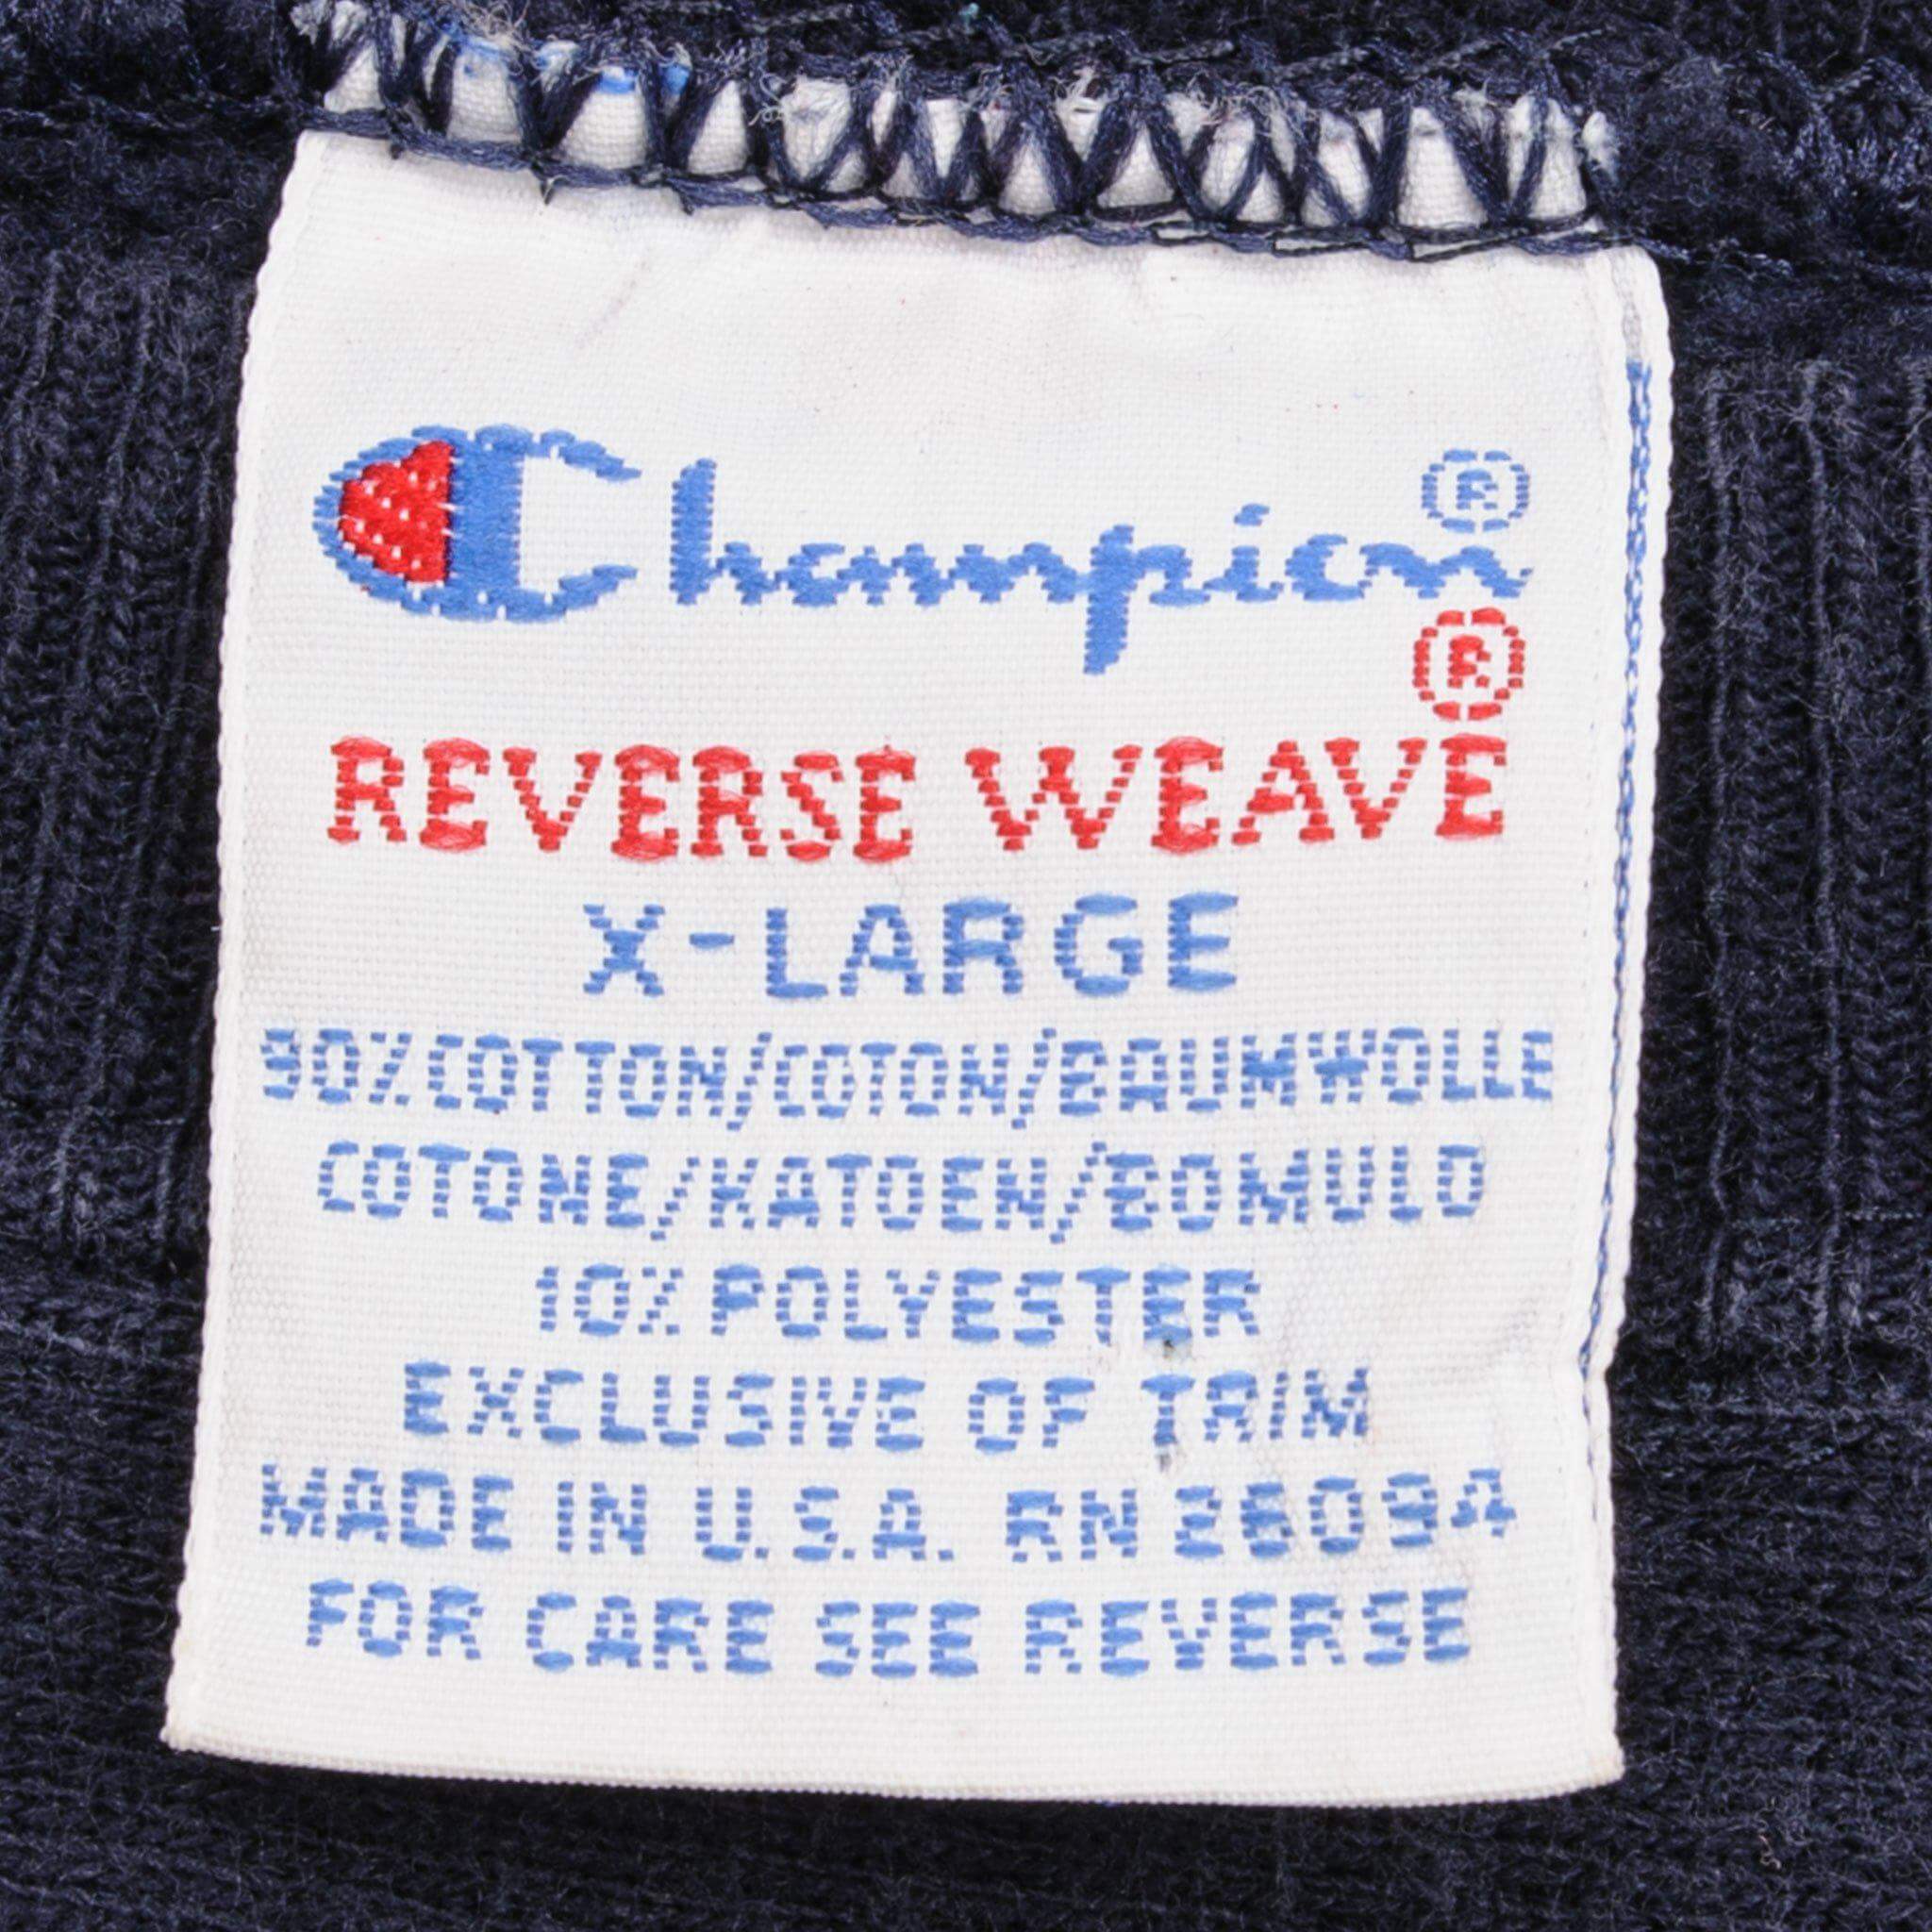 Champion®
REVERSE WEAVE®
X-LARGE
90% COTTON/COTON/BAUMWOLLE
COTONE/KATOEN/BOMULD
10% POLYESTER
EXCLUSIVE OF TRIM
MADE IN U.S.A. RN 26094
FOR CARE SEE REVERSE